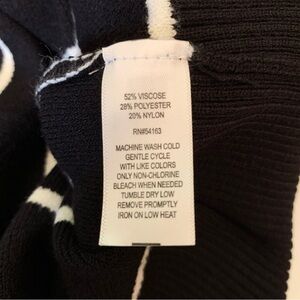 52% VISCOSE
28% POLYESTER
20% NYLON
RN#54163
MACHINE WASH COLD
GENTLE CYCLE
WITH LIKE COLORS
ONLY NON-CHLORINE
BLEACH WHEN NEEDED
TUMBLE DRY LOW
REMOVE PROMPTLY
IRON ON LOW HEAT